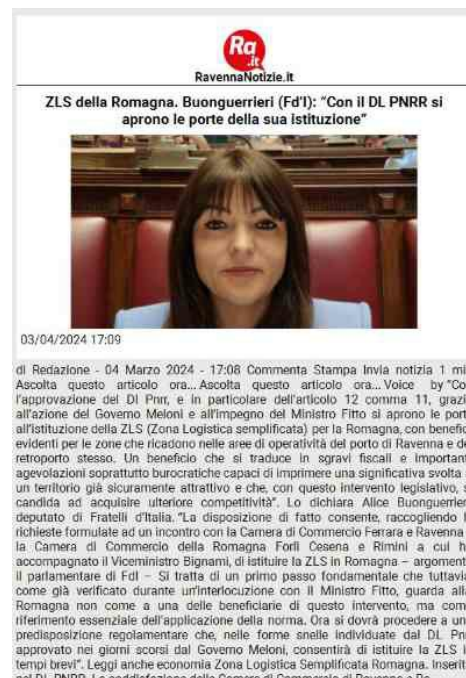 Ra
.it
RavennaNotizie.it
ZLS della Romagna. Buonguerrieri (Fd'I): “Con il DL PNRR si
aprono le porte della sua istituzione”
03/04/2024 17:09
di Redazione - 04 Marzo 2024 - 17:08 Commenta Stampa Invia notizia 1 mi
Ascolta questo articolo ora... Ascolta questo articolo ora... Voice by “Co
l'approvazione del Dl Pnrr, e in particolare dell'articolo 12 comma 11, grazi
all'azione del Governo Meloni e all'impegno del Ministro Fitto si aprono le port
all'istituzione della ZLS (Zona Logistica semplificata) per la Romagna, con benefic
evidenti per le zone che ricadono nelle aree di operatività del porto di Ravenna e de
retroporto stesso. Un beneficio che si traduce in sgravi fiscali e important
agevolazioni soprattutto burocratiche capaci di imprimere una significativa svolta
un territorio già sicuramente attrattivo e che, con questo intervento legislativo, s
candida ad acquisire ulteriore competitività”. Lo dichiara Alice Buonguerrier
deputato di Fratelli d'Italia. “La disposizione di fatto consente, raccogliendo l
richieste formulate ad un incontro con la Camera di Commercio Ferrara e Ravenna
la Camera di Commercio della Romagna Forlì Cesena e Rimini a cui h
accompagnato il Viceministro Bignami, di istituire la ZLS in Romagna – argoment
il parlamentare di FdI – Si tratta di un primo passo fondamentale che tuttavia
come già verificato durante un'interlocuzione con il Ministro Fitto, guarda all
Romagna non come a una delle beneficiarie di questo intervento, ma com
riferimento essenziale dell'applicazione della norma. Ora si dovrà procedere a un
predisposizione regolamentare che, nelle forme snelle individuate dal DL Pn
approvato nei giorni scorsi dal Governo Meloni, consentirà di istituire la ZLS i
tempi brevi”. Leggi anche economia Zona Logistica Semplificata Romagna. Inserit
nel DL PNRR. La soddisfazione delle Camera di Commercio di Ravenna e